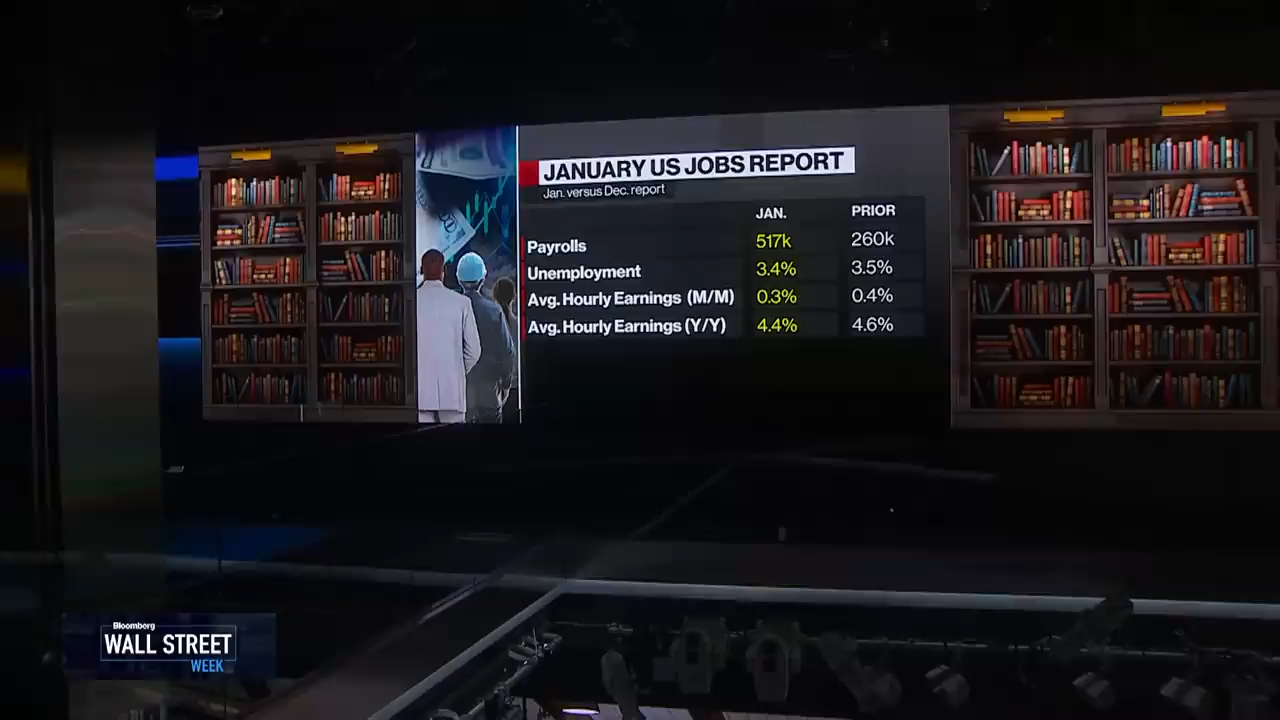 JANUARY US JOBS REPORT
Jan. versus Dec. report
JAN. PRIOR
Payrolls 517k 260k
Unemployment 3.4% 3.5%
Avg. Hourly Earnings (M/M) 0.3% 0.4%
Avg. Hourly Earnings (Y/Y) 4.4% 4.6%
Bloomberg
WALL STREET
WEEK